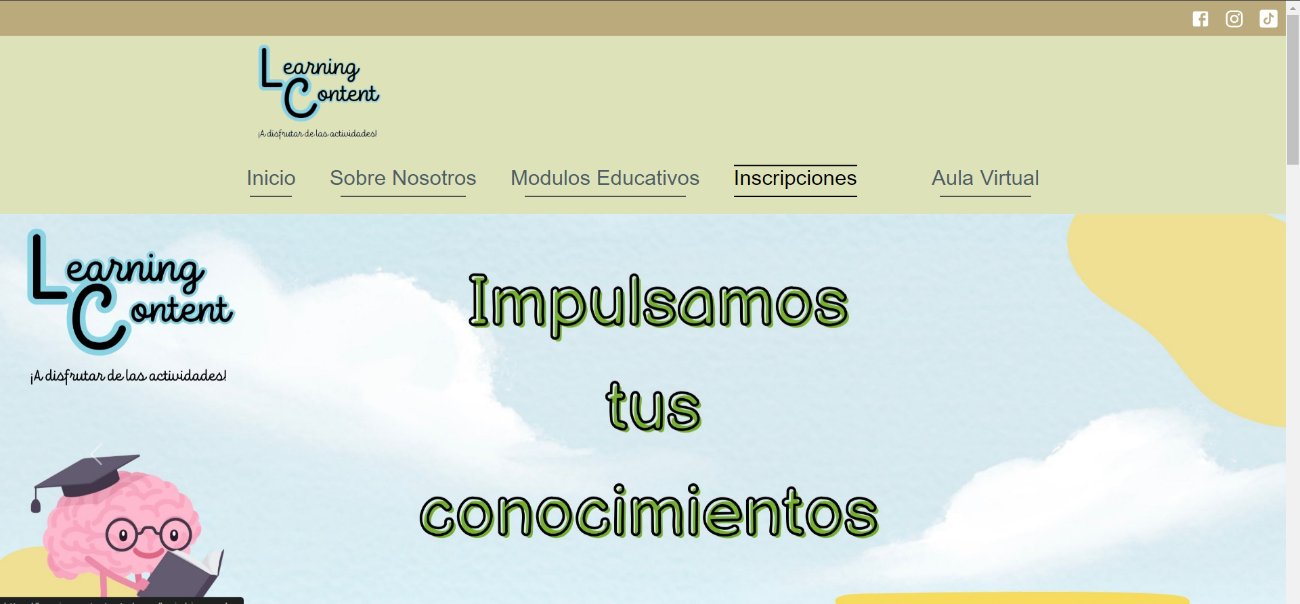 Learning
Content
¡A disfrutar de las actividades!
Inicio
Sobre Nosotros
Modulos Educativos
Inscripciones
Aula Virtual
Learning
Content
¡A disfrutar de las actividades!
Impulsamos
tus
conocimientos